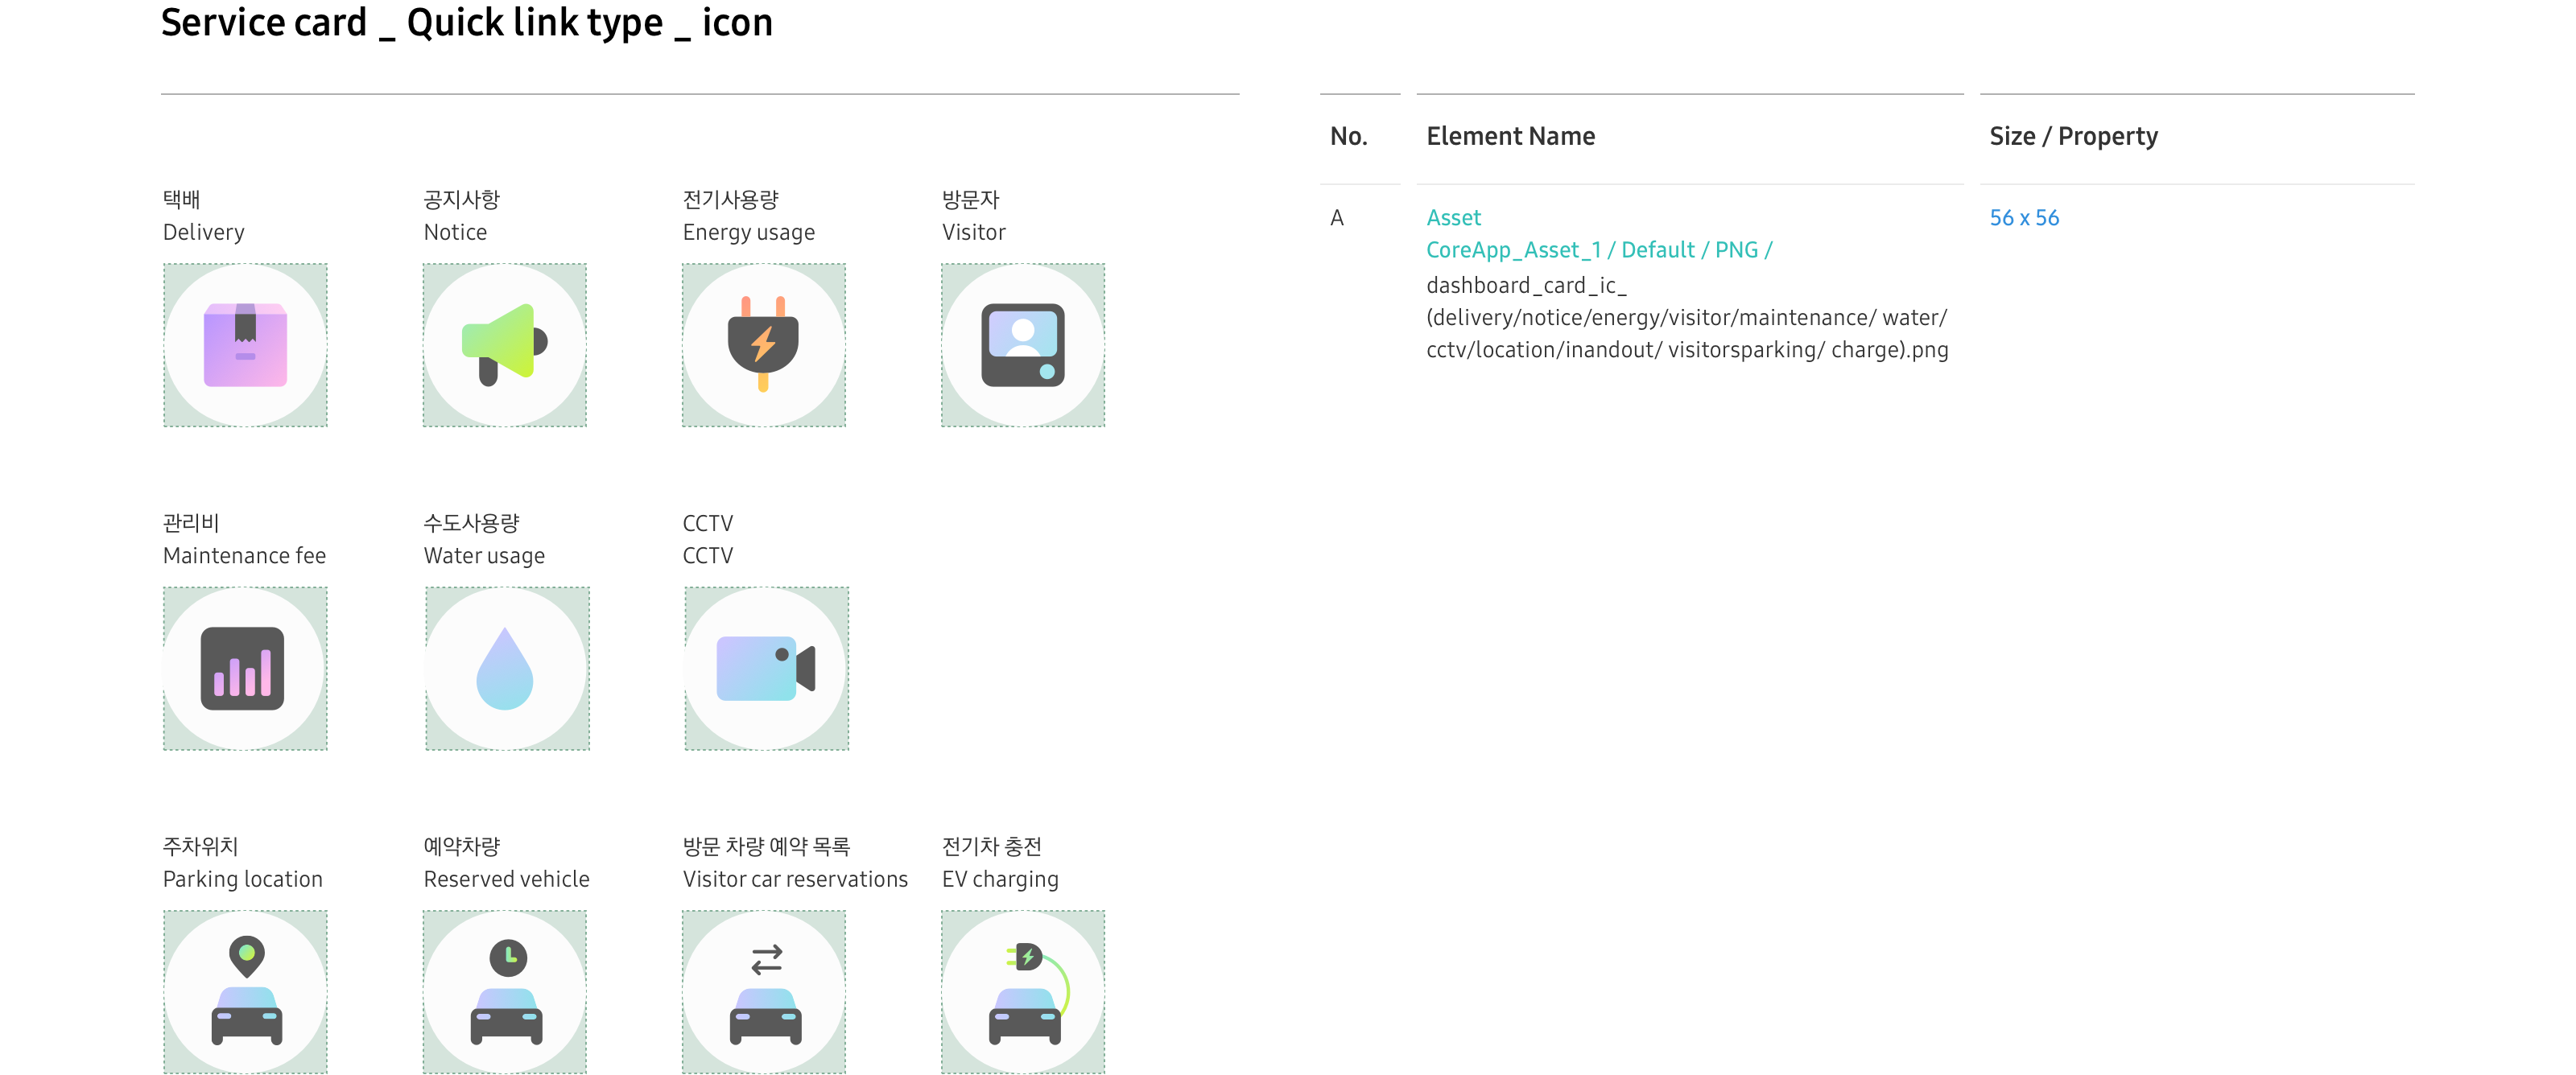 Service card _ Quick link type _ icon
택배
Delivery
공지사항
Notice
전기사용량
Energy usage
방문자
Visitor
관리비
Maintenance fee
수도사용량
Water usage
CCTV
CCTV
주차위치
Parking location
예약차량
Reserved vehicle
방문 차량 예약 목록
Visitor car reservations
전기차 충전
EV charging
No.
Element Name
Size / Property
A
Asset
CoreApp_Asset_1 / Default / PNG /
dashboard_card_ic_
(delivery/notice/energy/visitor/maintenance/ water/
cctv/location/inandout/ visitorsparking/ charge).png
56 x 56